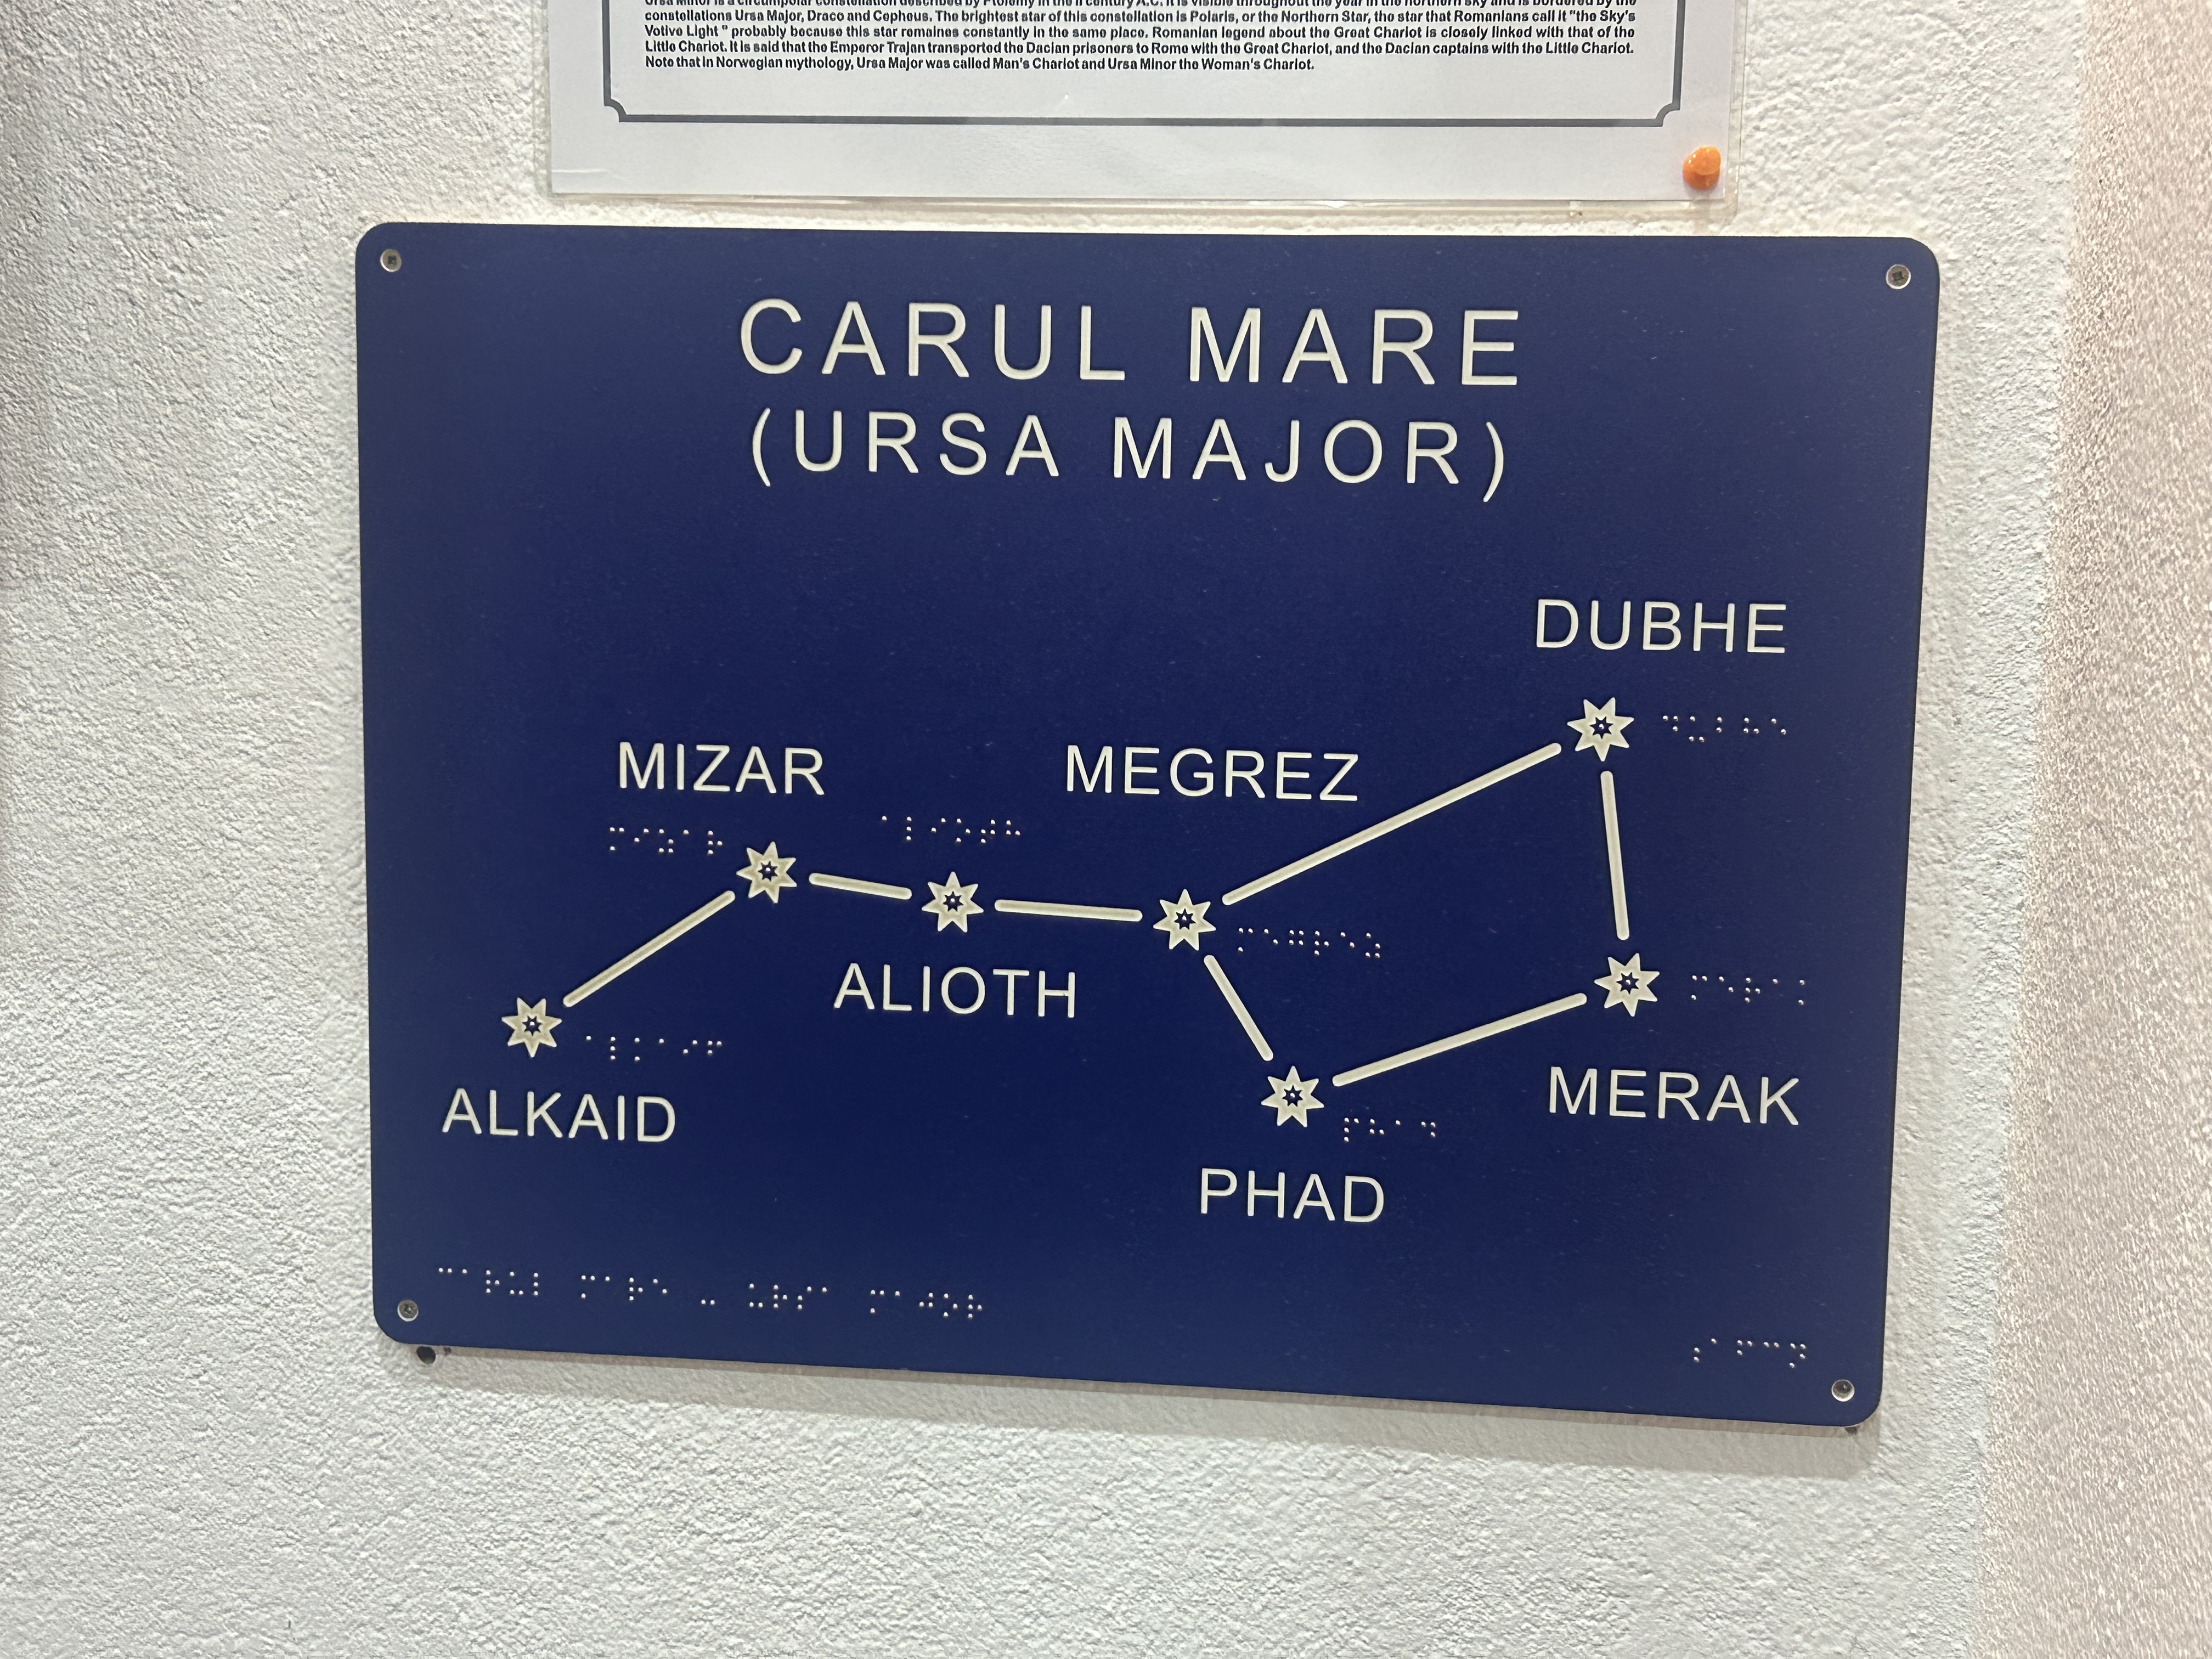 Ursa Minor is a circumpolar constellation described by Ptolemy in the II century A.C. It is visible throughout the year in the northern sky and is bordered by the
constellations Ursa Major, Draco and Cepheus. The brightest star of this constellation is Polaris, or the Northern Star, the star that Romanians call it "the Sky's
Votive Light " probably because this star remaines constantly in the same place. Romanian legend about the Great Chariot is closely linked with that of the
Little Chariot. It is said that the Emperor Trajan transported the Dacian prisoners to Rome with the Great Chariot, and the Dacian captains with the Little Chariot.
Note that in Norwegian mythology, Ursa Major was called Man's Chariot and Ursa Minor the Woman's Chariot.
CARUL MARE
(URSA MAJOR)
DUBHE
⠙⠥⠃⠓⠑
MIZAR
MEGREZ
⠍⠊⠵⠁⠗
⠁⠇⠊⠕⠞⠓
⠍⠑⠛⠗⠑⠵
ALIOTH
⠍⠑⠗⠁⠅
⠁⠇⠅⠁⠊⠙
ALKAID
MERAK
⠏⠓⠁⠙
PHAD
⠉⠁⠗⠥⠇ ⠍⠁⠗⠑ ⠤ ⠥⠗⠎⠁ ⠍⠁⠚⠕⠗